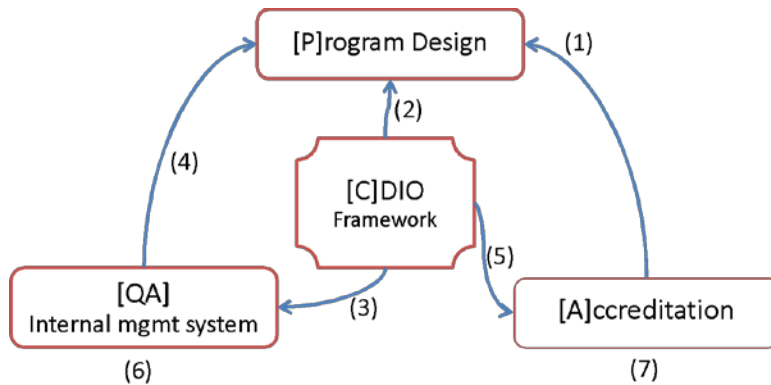 [P]rogram Design
(1)
(2)
(4)
[C]DIO
Framework
(5)
[QA]
Internal mgmt system
(3)
[A]ccreditation
(6)
(7)